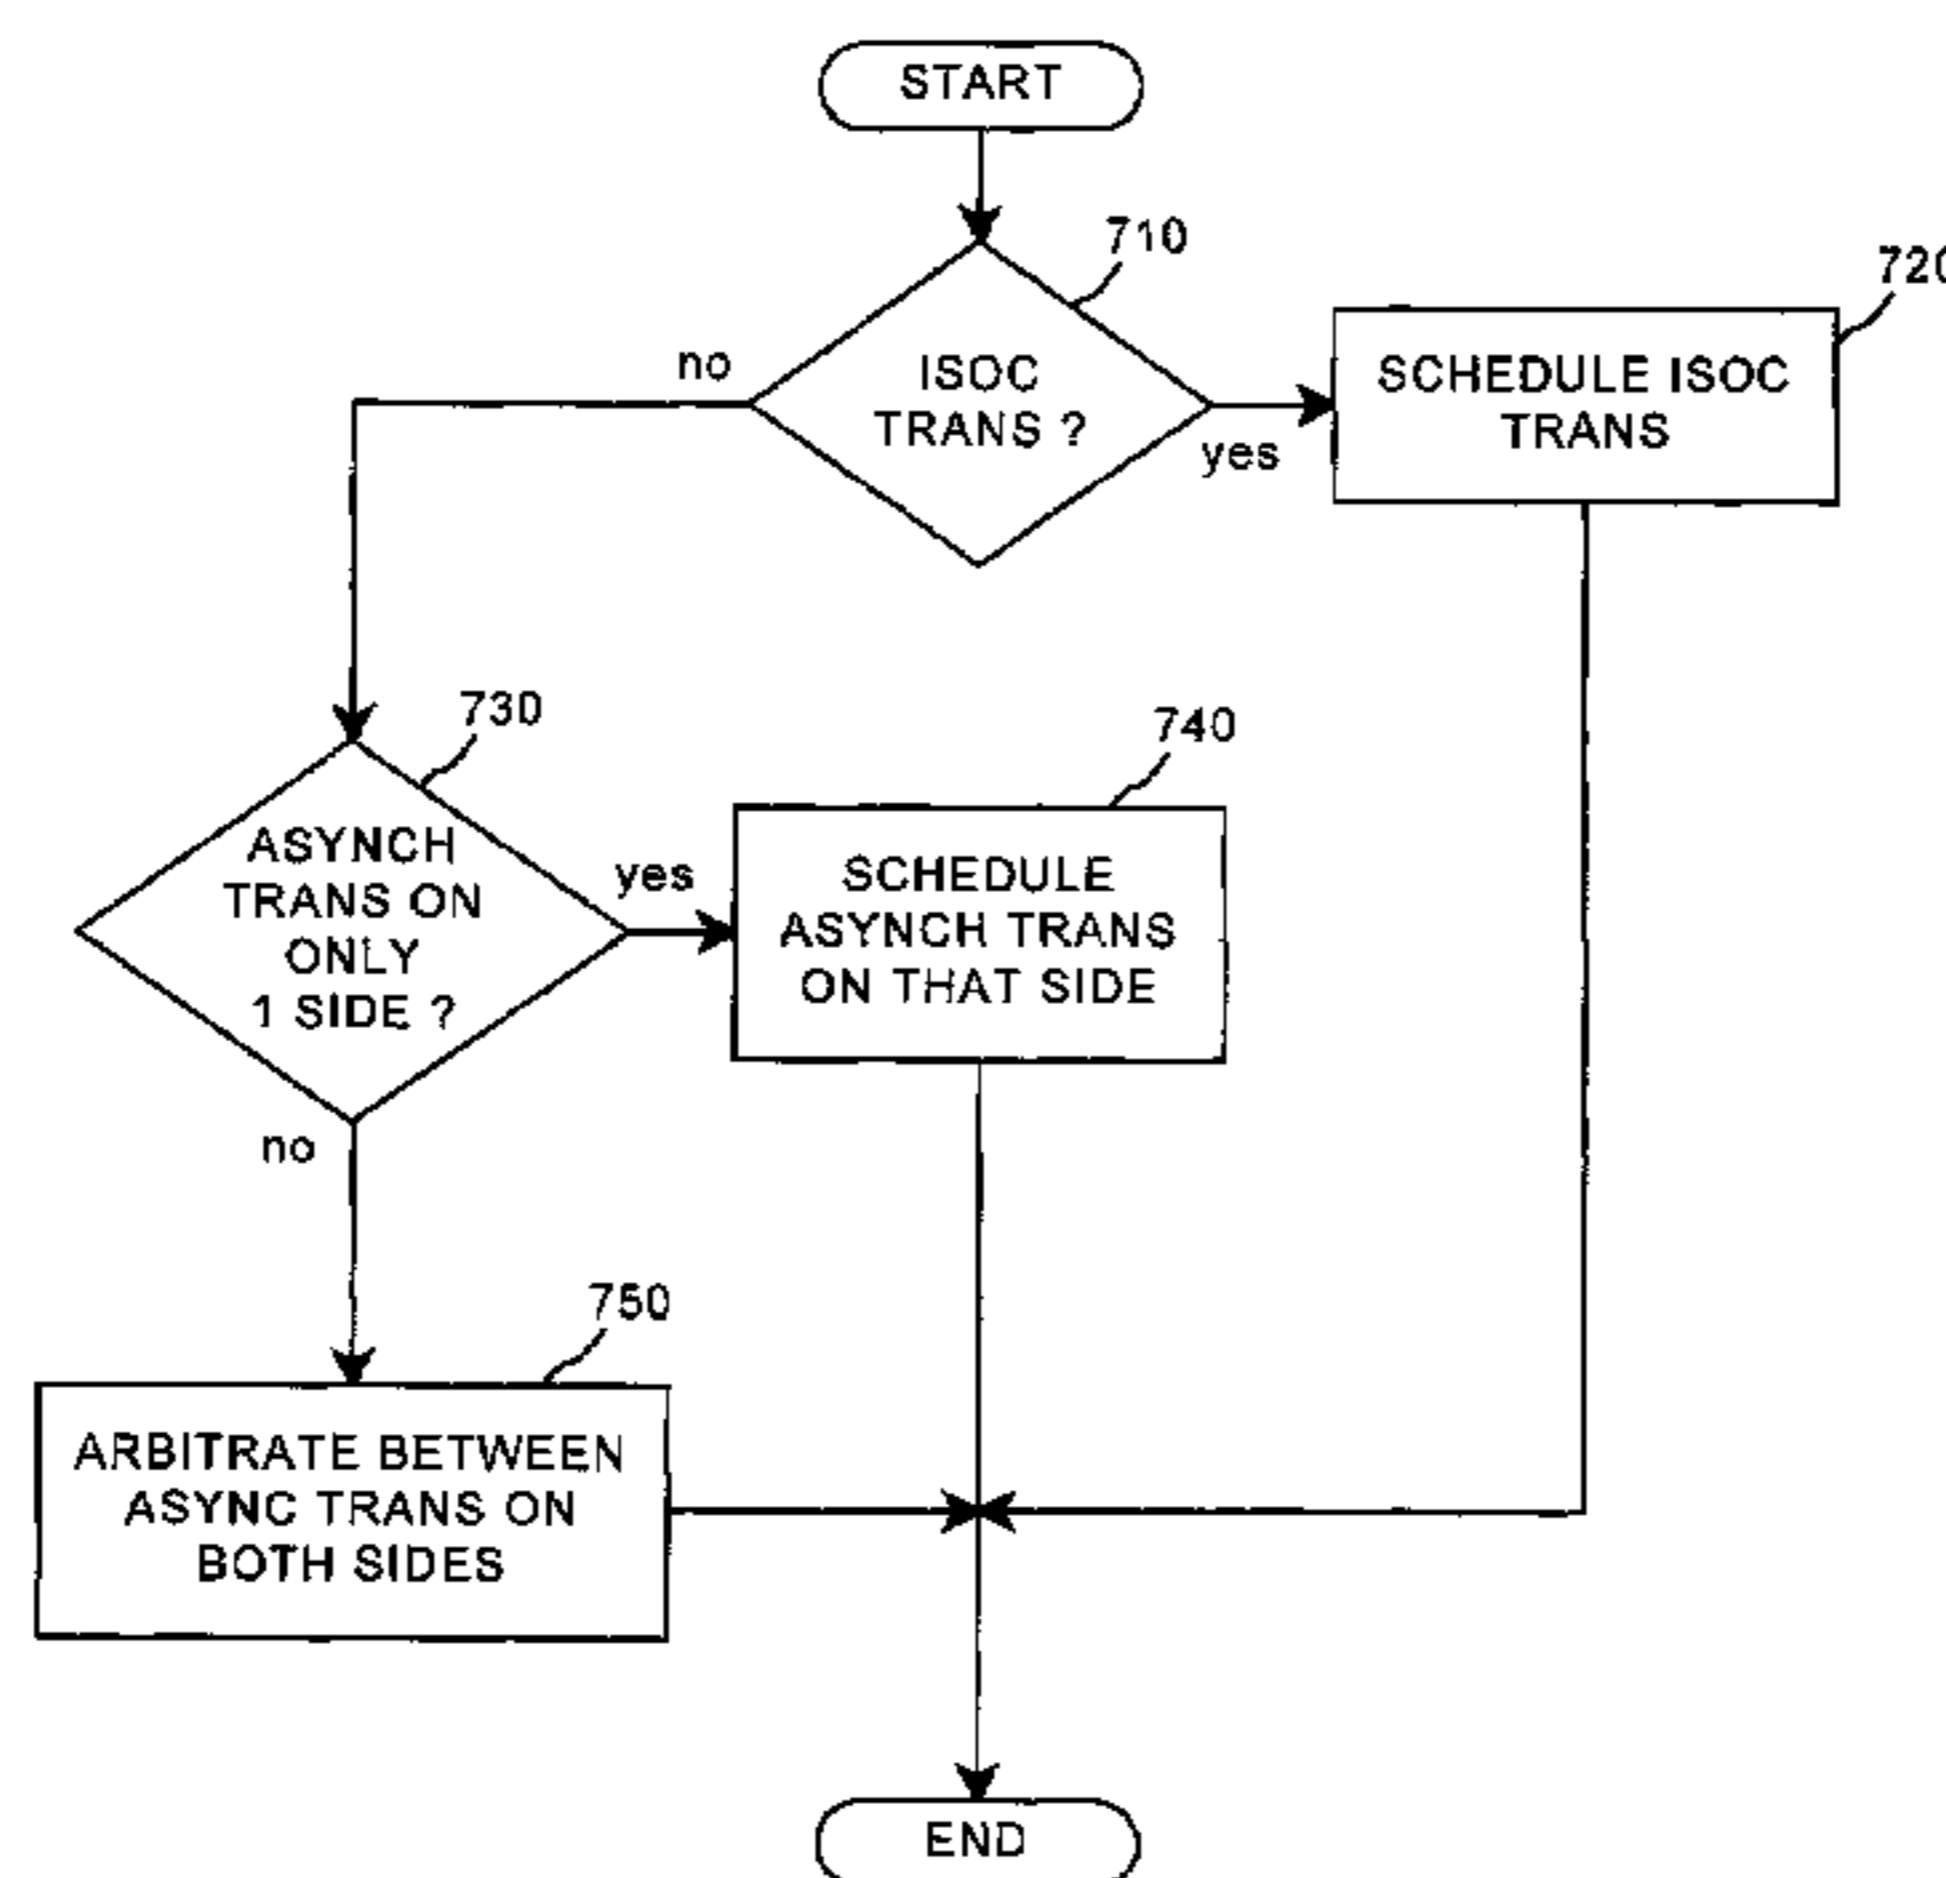 START
710
720
ISOC
TRANS ?
no
yes
SCHEDULE ISOC
TRANS
730
740
ASYNCH
TRANS ON
ONLY
1 SIDE ?
yes
no
SCHEDULE
ASYNCH TRANS
ON THAT SIDE
750
ARBITRATE BETWEEN
ASYNC TRANS ON
BOTH SIDES
END